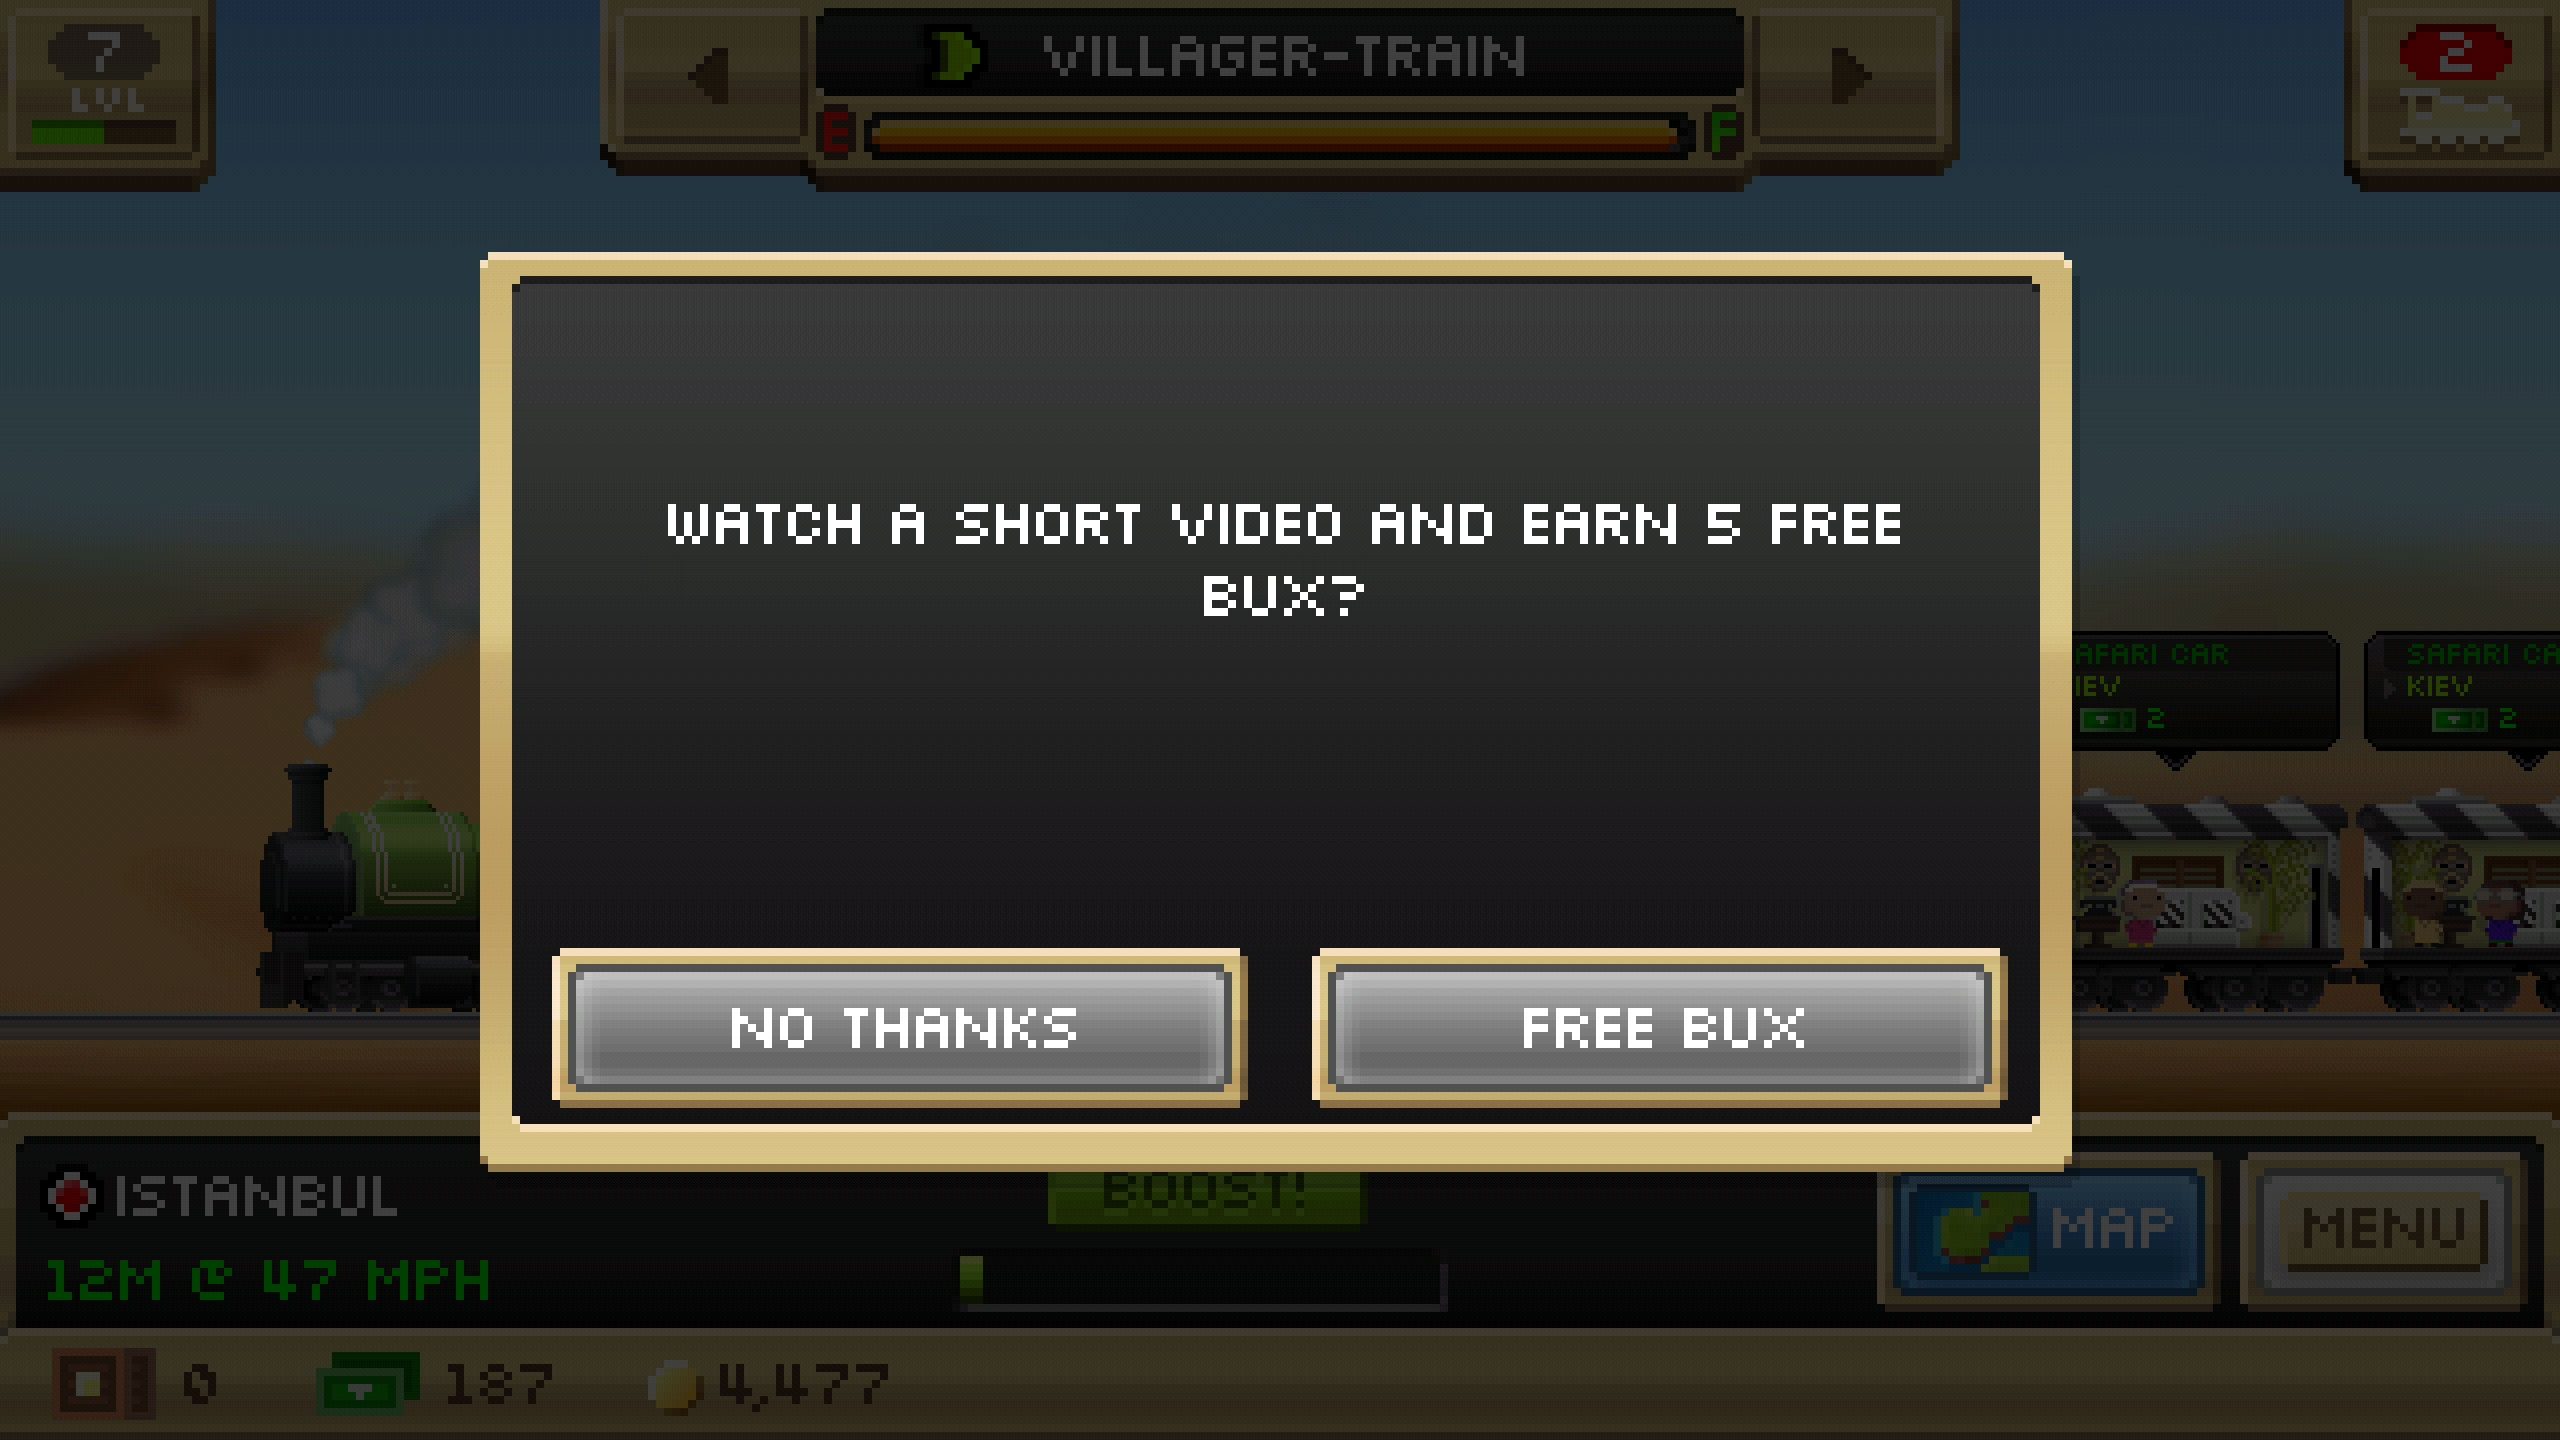 7
LVL
VILLAGER-TRAIN
E
F
2
WATCH A SHORT VIDEO AND EARN 5 FREE
BUX?
AFARI CAR
IEV
2
SAFARI CA
KIEV
2
NO THANKS
FREE BUX
ISTANBUL
12M @ 47 MPH
BOOST!
MAP
MENU
0
187
4,477